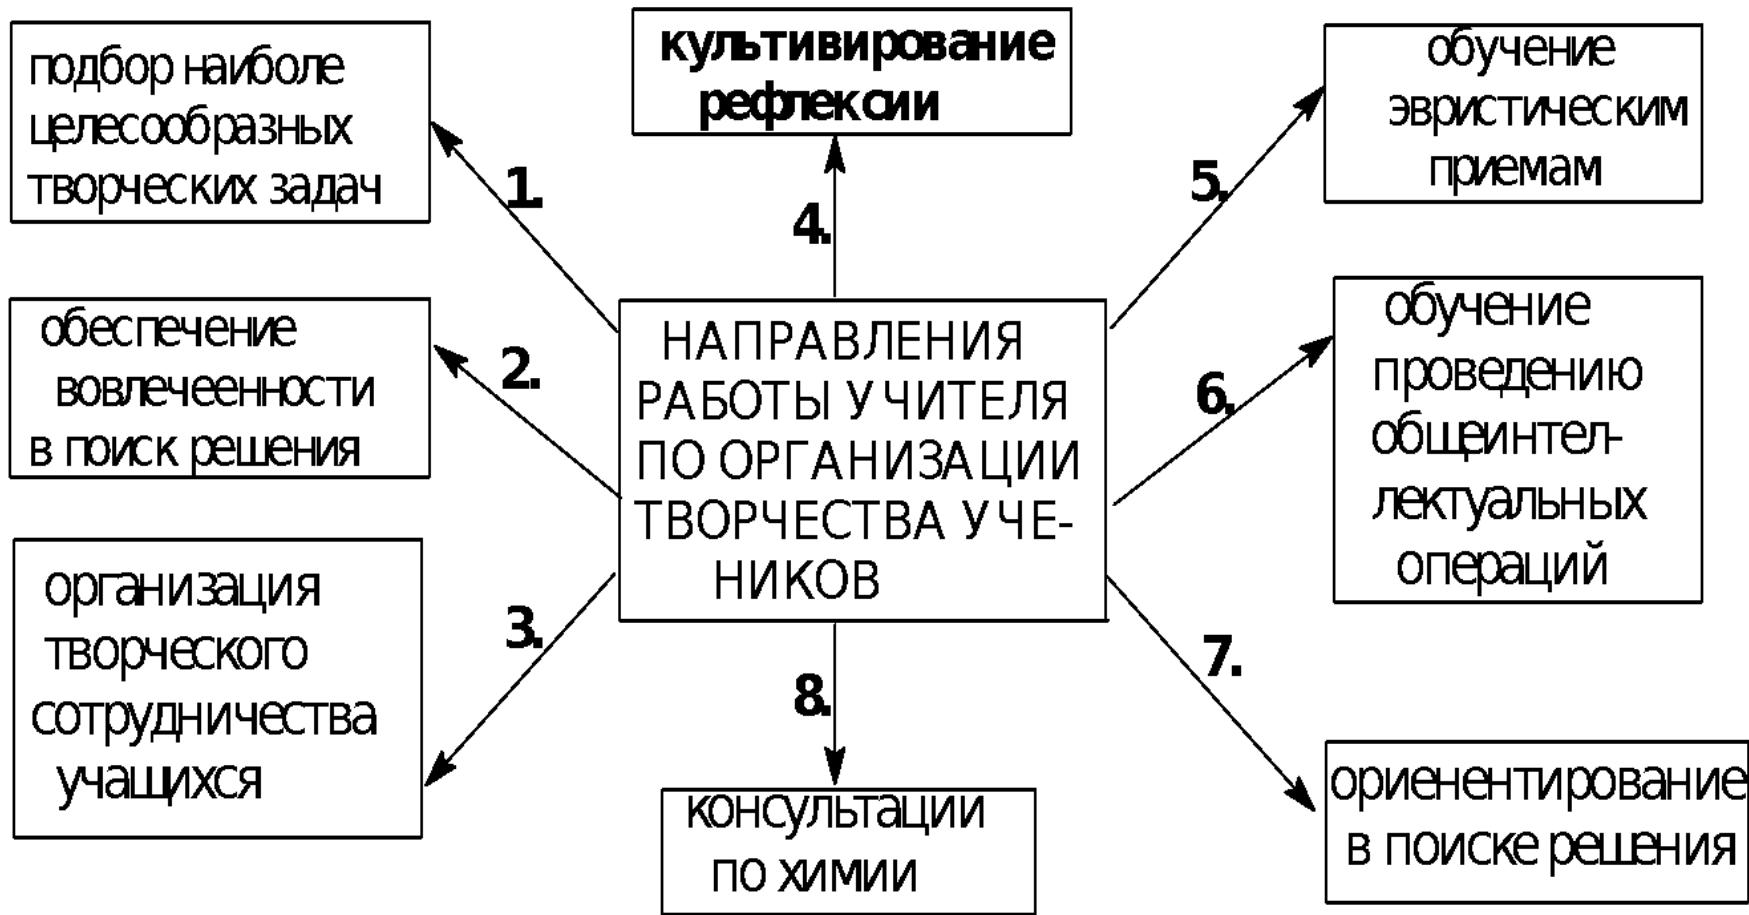 подбор наиболе
целесообразных
творческих задач
1.
обеспечение
вовлечеенности
в поиск решения
2.
организация
творческого
сотрудничества
учащихся
3.
культивирование
рефлексии
4.
НАПРАВЛЕНИЯ
РАБОТЫ УЧИТЕЛЯ
ПО ОРГАНИЗАЦИИ
ТВОРЧЕСТВА УЧЕ-
НИКОВ
8.
консультации
по химии
обучение
эвристическим
приемам
5.
обучение
проведению
общеинтел-
лектуальных
операций
6.
7.
ориенентирование
в поиске решения